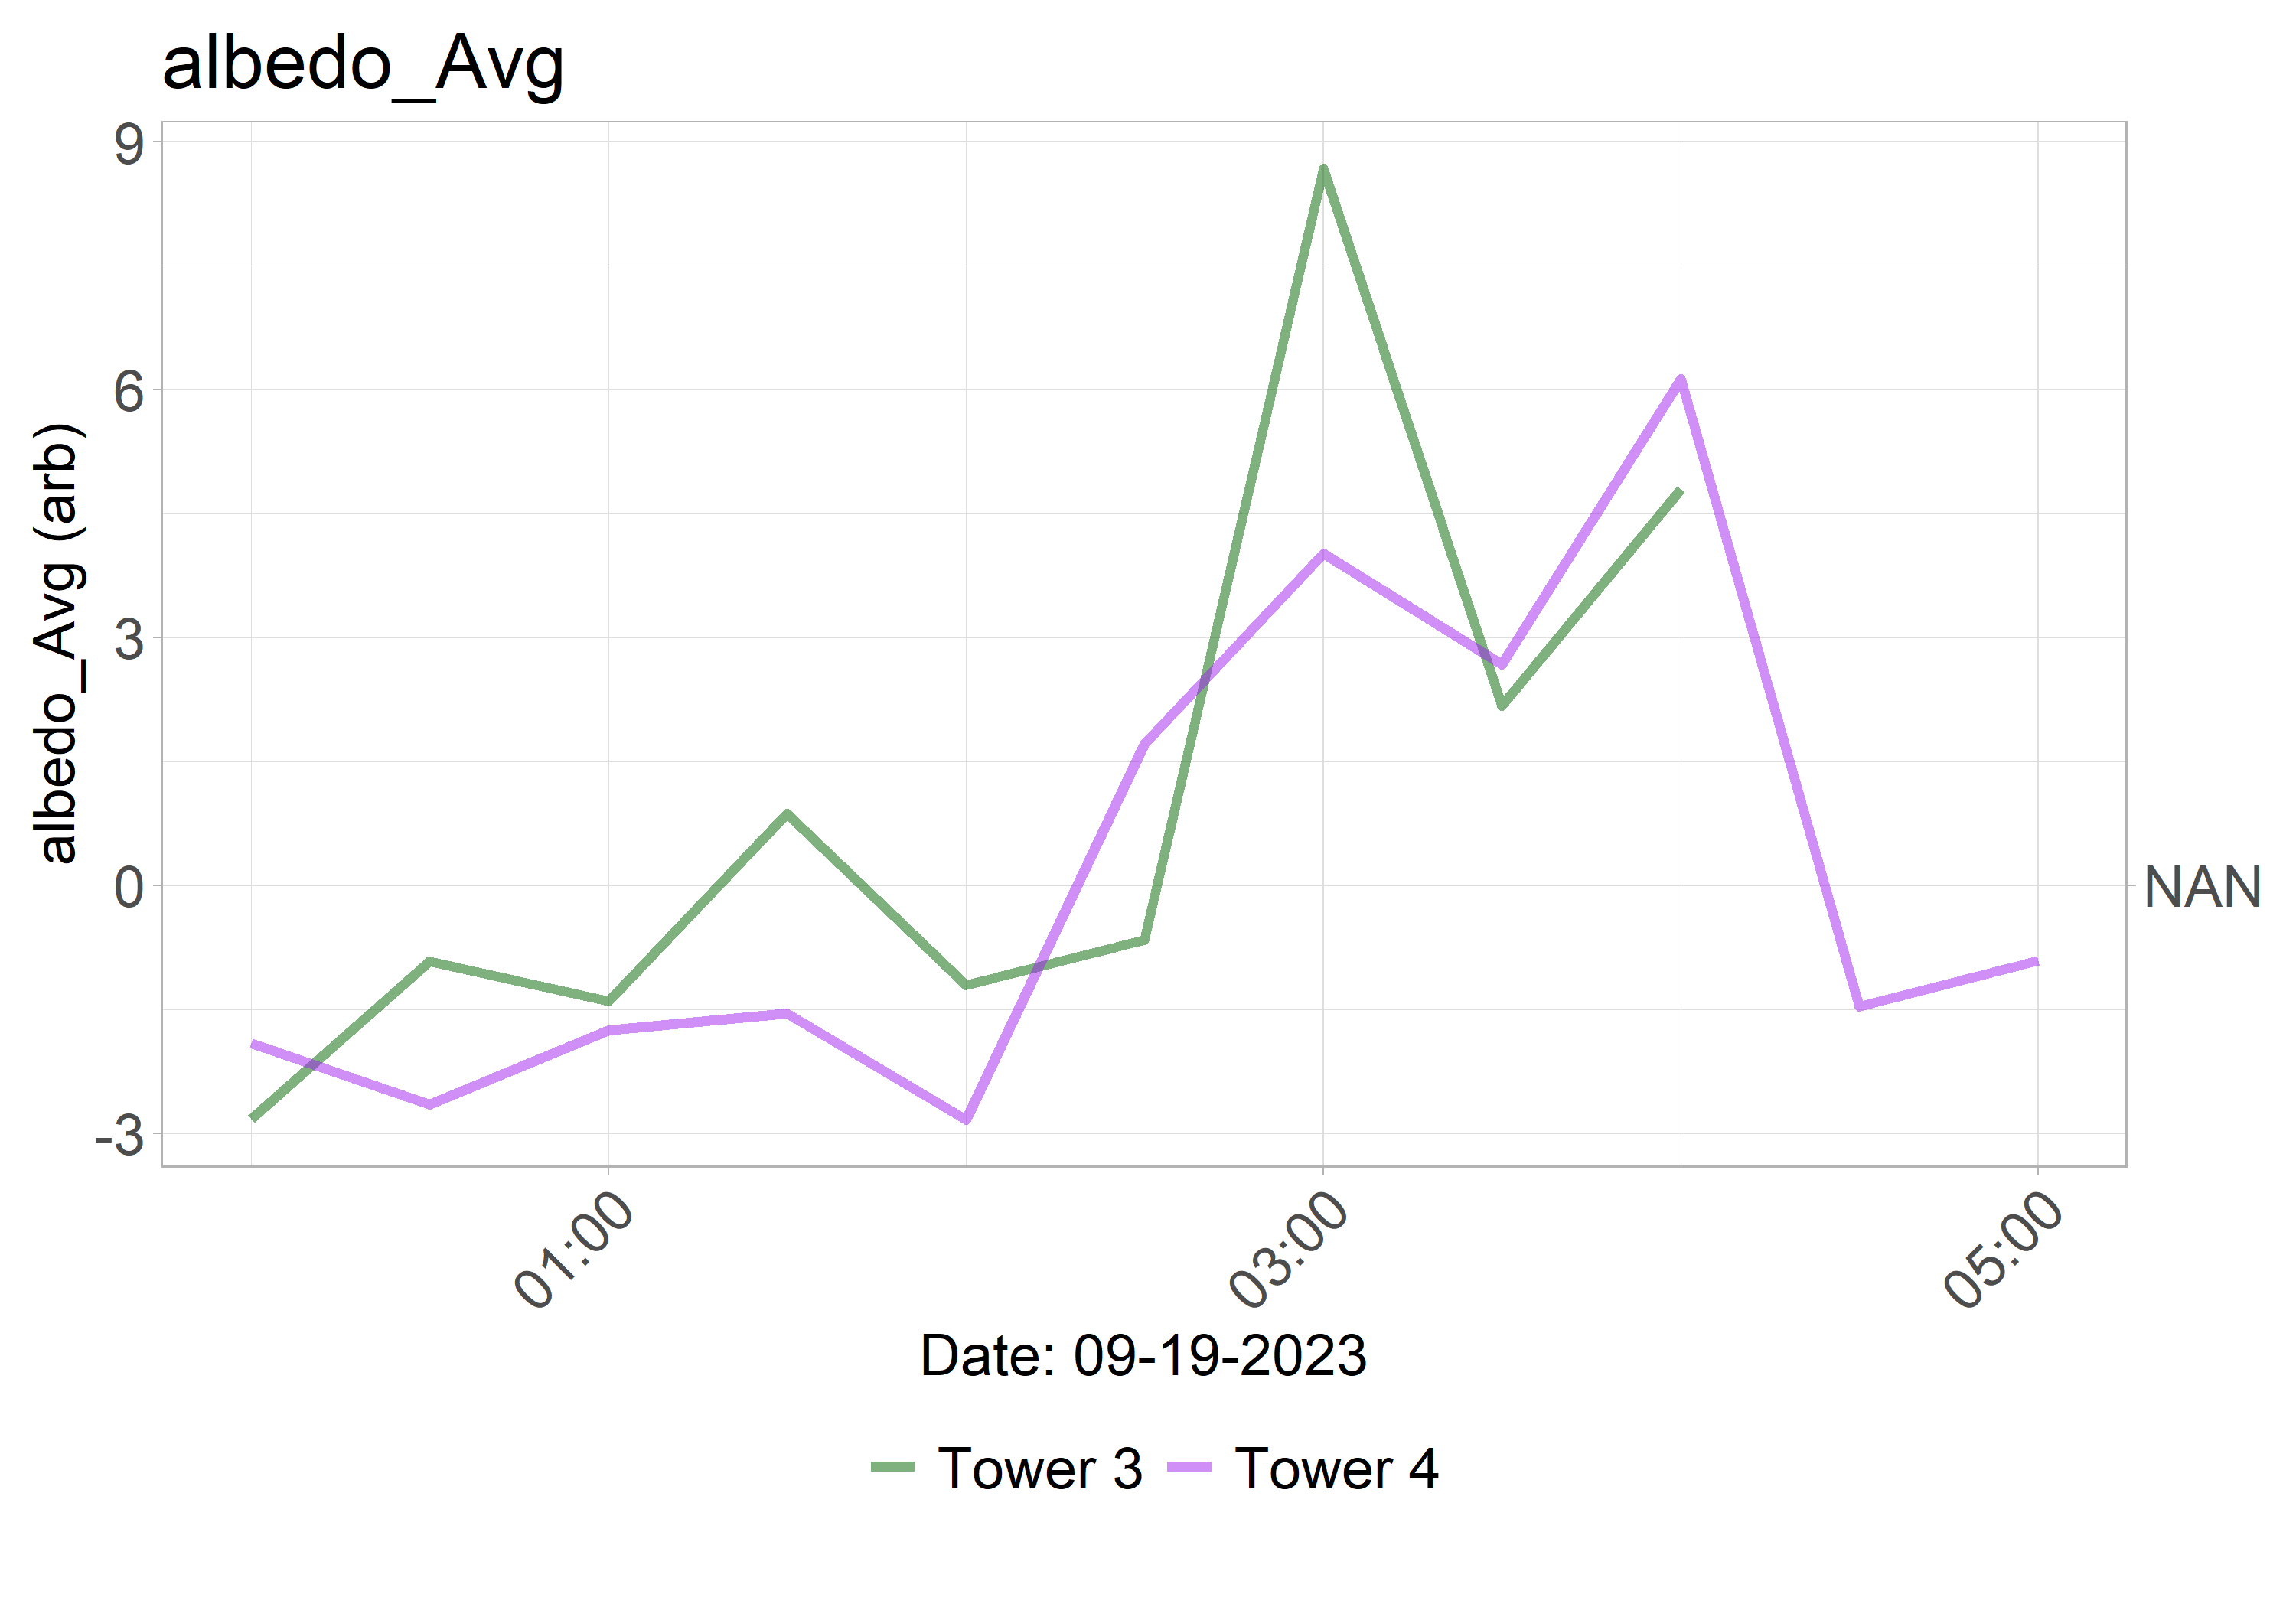 albedo_Avg
albedo_Avg (arb)
9
6
3
0
-3
NAN
01:00
03:00
05:00
Date: 09-19-2023
Tower 3
Tower 4